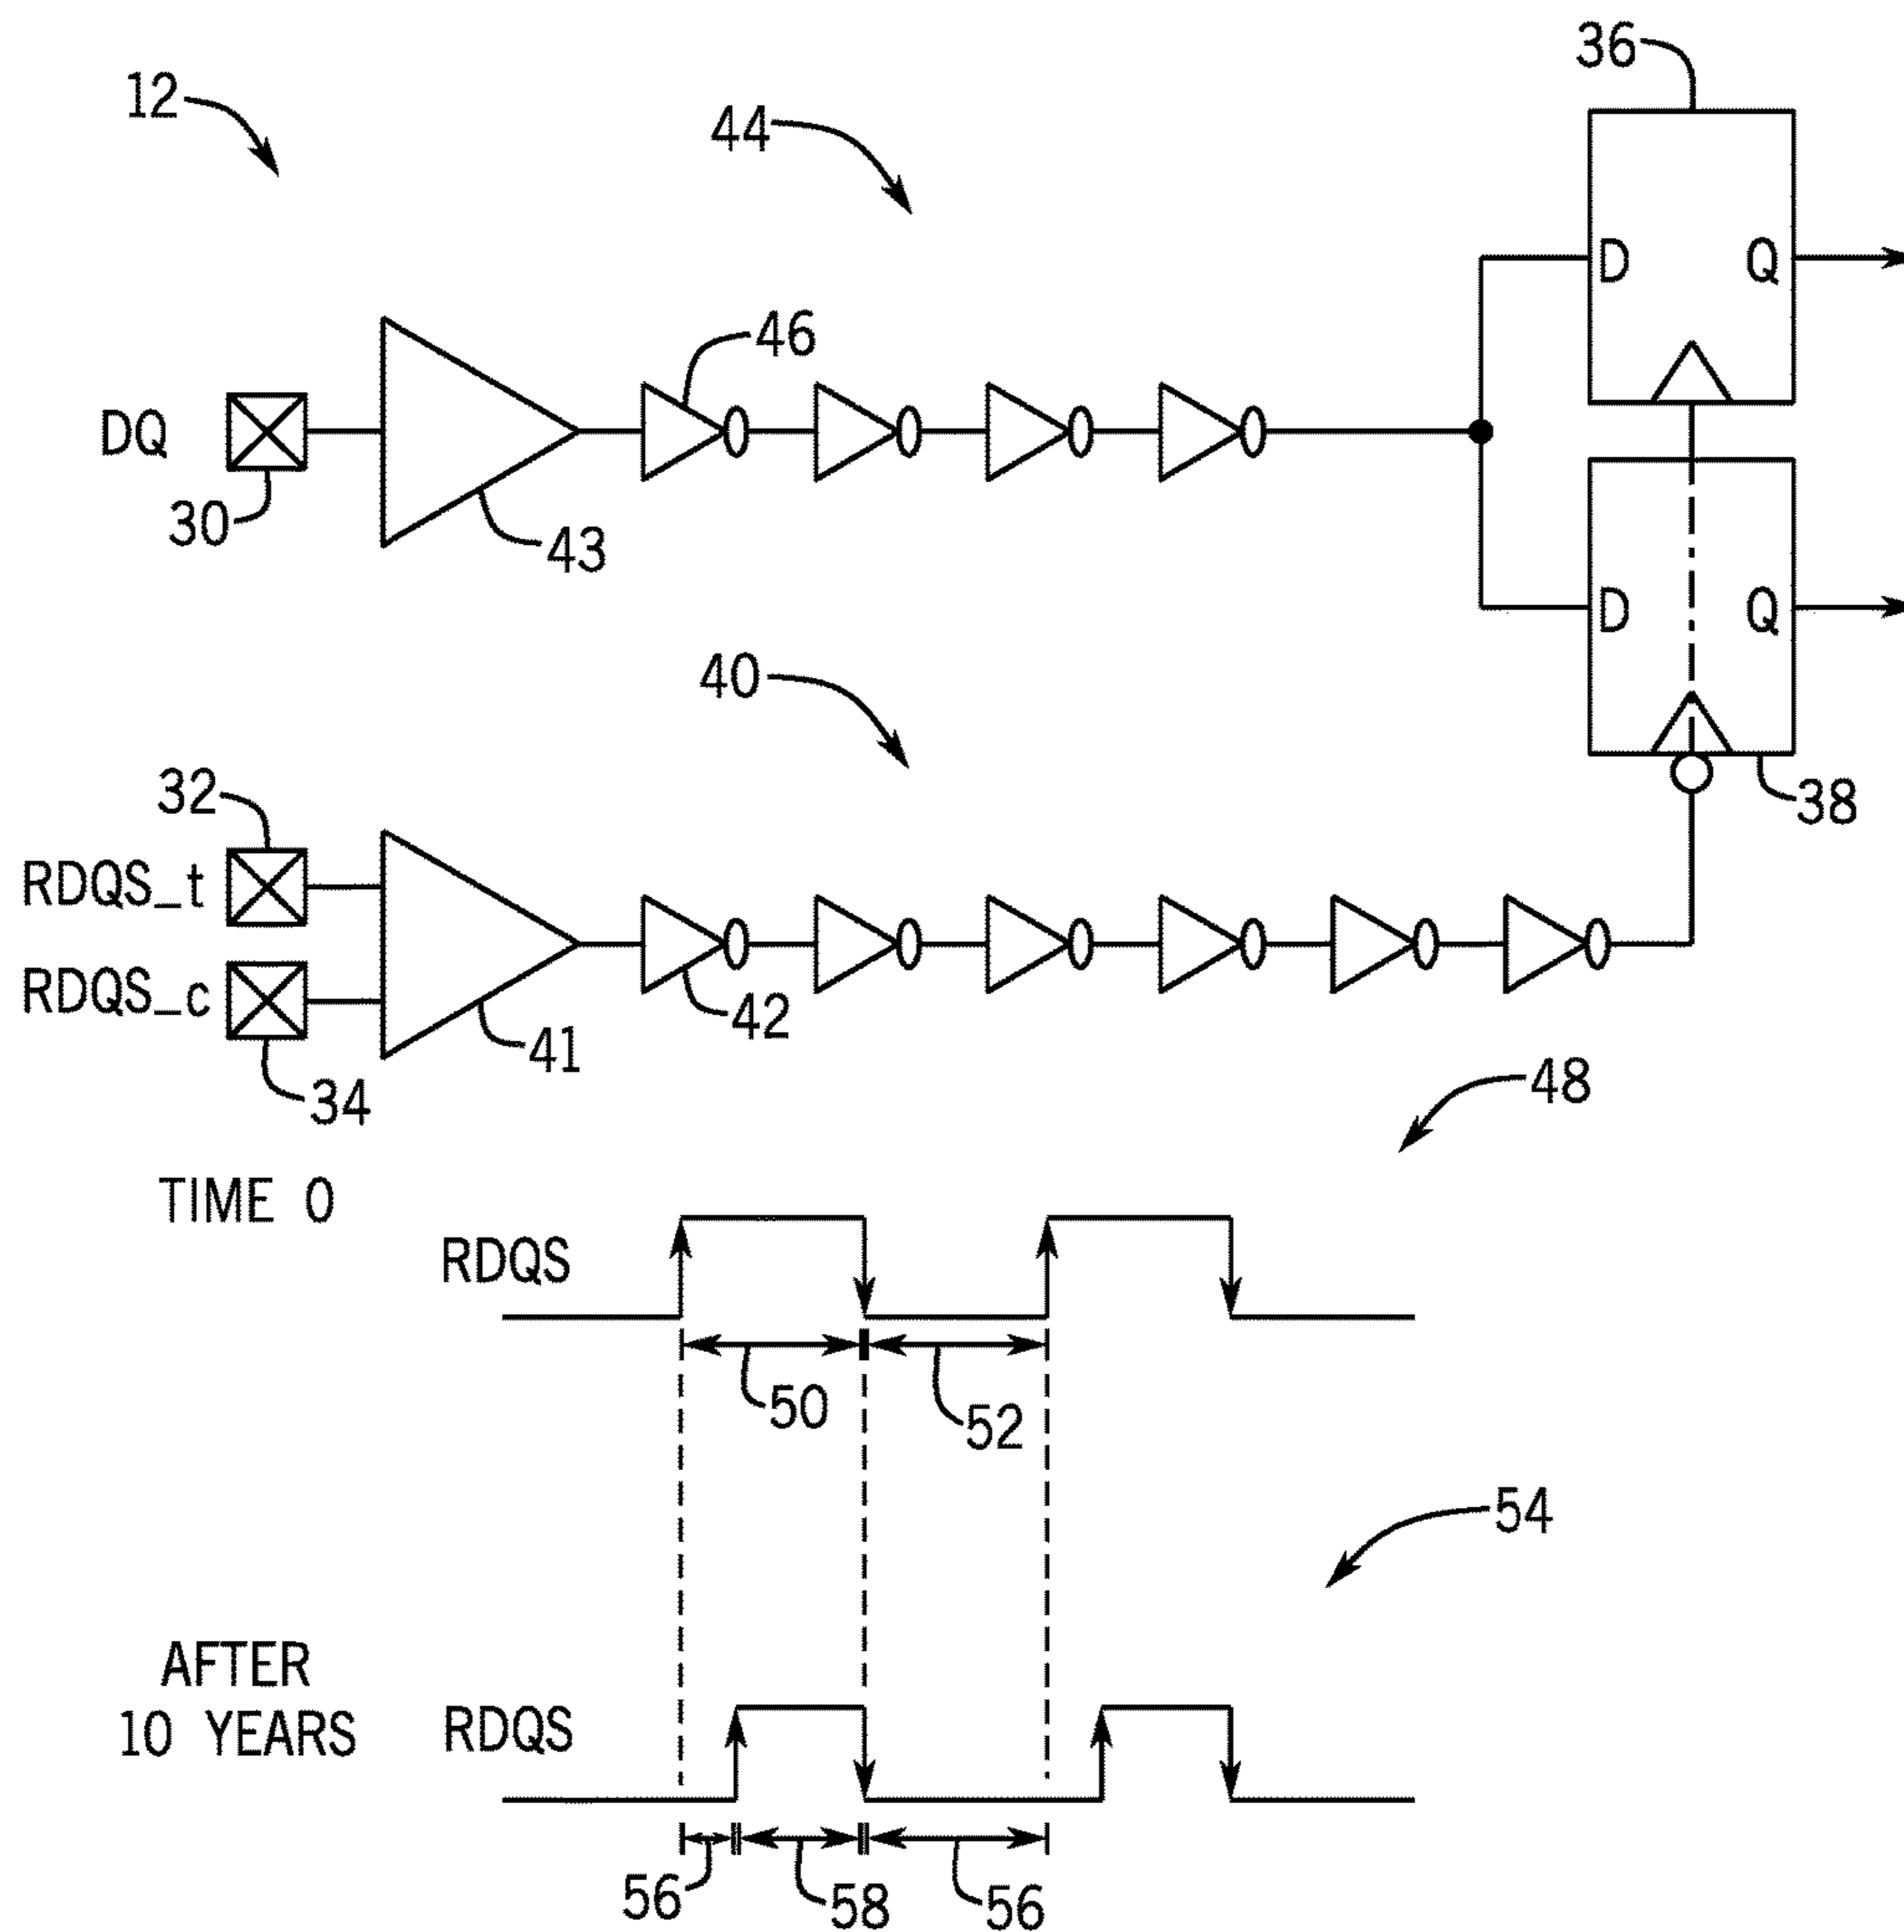 36
12
44
D Q
46
DQ
30
43
D Q
40
32
38
RDQS_t
RDQS_c
42
41
34
48
TIME 0
RDQS
50
52
54
AFTER
10 YEARS
RDQS
56
58
56